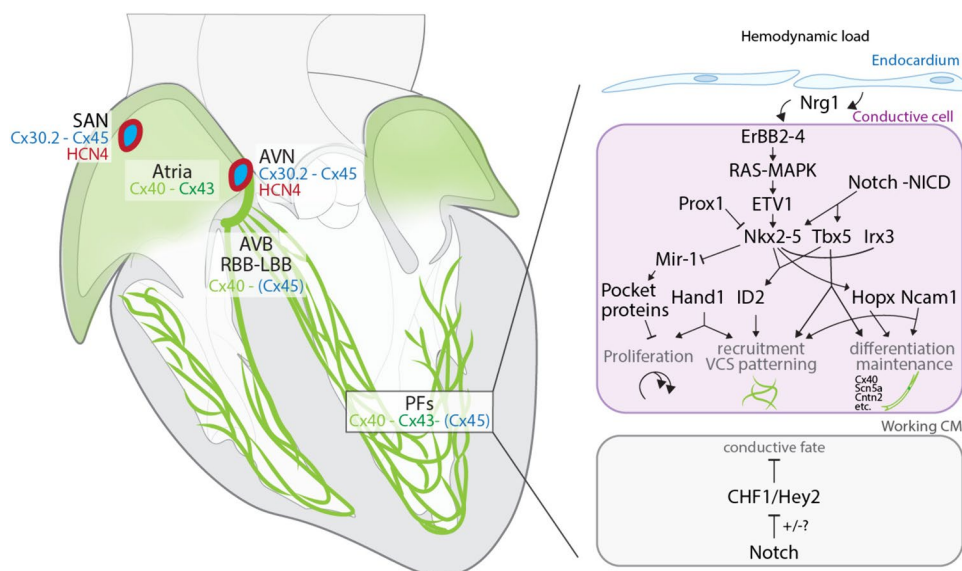 SAN
Cx30.2 - Cx45
HCN4
Atria
Cx40 - Cx43
AVN
Cx30.2 - Cx45
HCN4
AVB
RBB-LBB
Cx40 - (Cx45)
PFs
Cx40 - Cx43- (Cx45)
Hemodynamic load
Endocardium
Nrg1
Conductive cell
ErBB2-4
RAS-MAPK
ETV1
Notch -NICD
Prox1
Nkx2-5 Tbx5 Irx3
Mir-1
Pocket
proteins
Hand1 ID2
Hopx Ncam1
Proliferation
recruitment
VCS patterning
differentiation
maintenance
Cx40
Scn5a
Cntn2
etc.
Working CM
conductive fate
CHF1/Hey2
+/-?
Notch